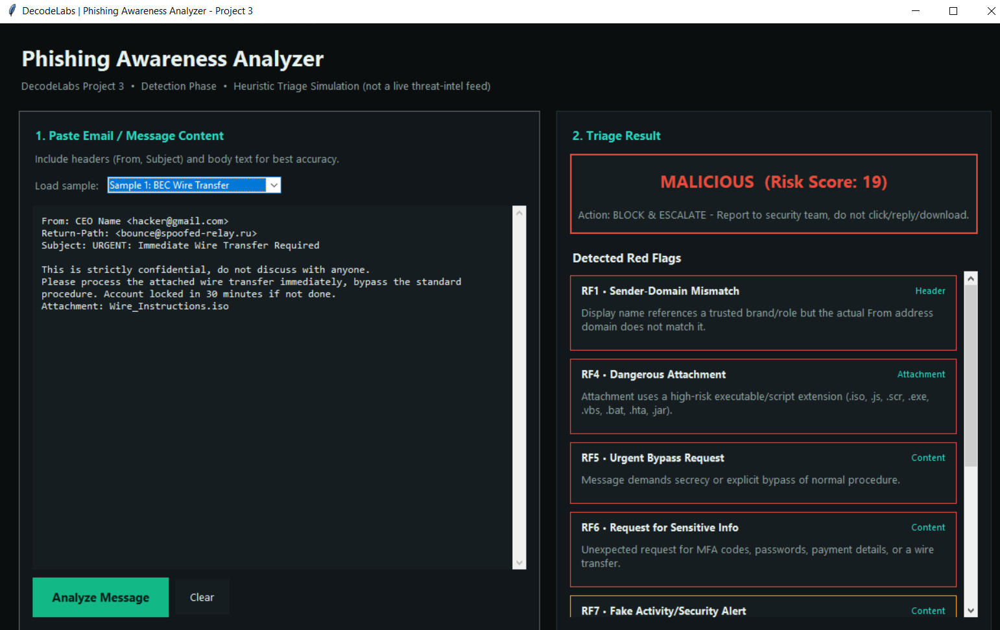 DecodeLabs | Phishing Awareness Analyzer - Project 3
Phishing Awareness Analyzer
DecodeLabs Project 3 • Detection Phase • Heuristic Triage Simulation (not a live threat-intel feed)
1. Paste Email / Message Content
Include headers (From, Subject) and body text for best accuracy.
Load sample: Sample 1: BEC Wire Transfer
From: CEO Name <hacker@gmail.com>
Return-Path: <bounce@spoofed-relay.ru>
Subject: URGENT: Immediate Wire Transfer Required
This is strictly confidential, do not discuss with anyone.
Please process the attached wire transfer immediately, bypass the standard
procedure. Account locked in 30 minutes if not done.
Attachment: Wire_Instructions.iso
Analyze Message
Clear
2. Triage Result
MALICIOUS (Risk Score: 19)
Action: BLOCK & ESCALATE - Report to security team, do not click/reply/download.
Detected Red Flags
RF1 • Sender-Domain Mismatch Header
Display name references a trusted brand/role but the actual From address
domain does not match it.
RF4 • Dangerous Attachment Attachment
Attachment uses a high-risk executable/script extension (.iso, .js, .scr, .exe,
.vbs, .bat, .hta, .jar).
RF5 • Urgent Bypass Request Content
Message demands secrecy or explicit bypass of normal procedure.
RF6 • Request for Sensitive Info Content
Unexpected request for MFA codes, passwords, payment details, or a wire
transfer.
RF7 • Fake Activity/Security Alert Content